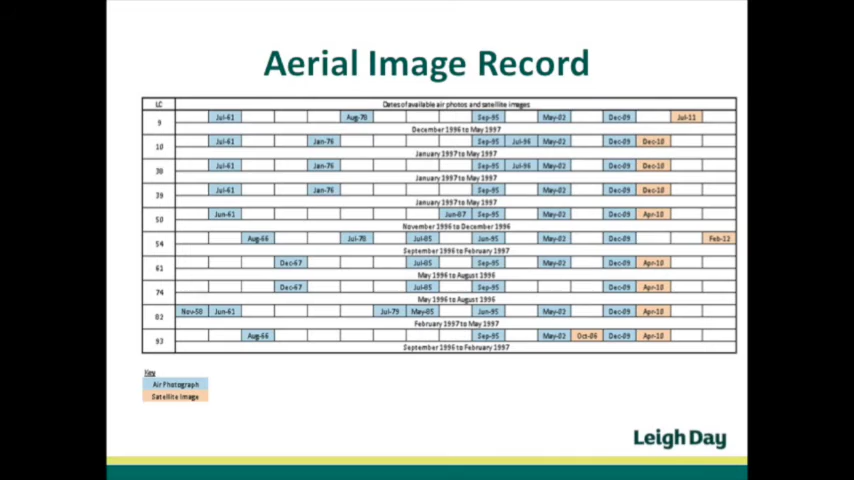 Aerial Image Record
LC Dates of available air photos and satellite images
9 Jul-61 Aug-70 Sep-95 May-02 Dec-09 Jul-11
December 1996 to May 1997
10 Jul-61 Jan-76 Sep-95 Jul-96 May-02 Dec-09 Dec-10
January 1997 to May 1997
38 Jul-61 Jan-76 Sep-95 Jul-96 May-02 Dec-09 Dec-10
January 1997 to May 1997
39 Jul-61 Jan-76 Sep-95 May-02 Dec-09 Dec-10
January 1997 to May 1997
50 Jun-61 Jun-87 Sep-95 May-02 Dec-09 Apr-10
November 1996 to December 1996
54 Aug-66 Jul-78 Jul-85 Jun-95 May-02 Dec-09 Feb-12
September 1996 to February 1997
61 Dec-67 Jul-85 Sep-95 May-02 Dec-09 Apr-10
May 1996 to August 1996
74 Dec-67 Jul-85 Sep-95 Dec-09 Apr-10
May 1996 to August 1996
82 Nov-58 Jun-61 Jul-79 May-85 Jun-95 May-02 Dec-09 Apr-10
February 1997 to May 1997
93 Aug-66 Sep-95 May-02 Oct-06 Dec-09 Apr-10
September 1996 to February 1997
Key
Air Photograph
Satellite Image
Leigh Day